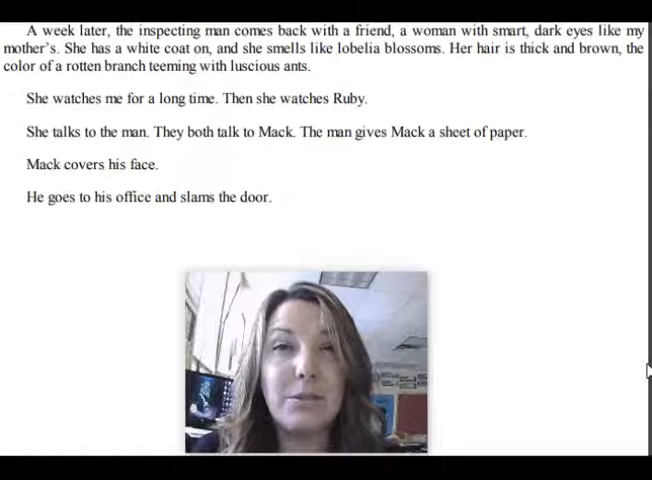 A week later, the inspecting man comes back with a friend, a woman with smart, dark eyes like my
mother's. She has a white coat on, and she smells like lobelia blossoms. Her hair is thick and brown, the
color of a rotten branch teeming with luscious ants.
She watches me for a long time. Then she watches Ruby.
She talks to the man. They both talk to Mack. The man gives Mack a sheet of paper.
Mack covers his face.
He goes to his office and slams the door.